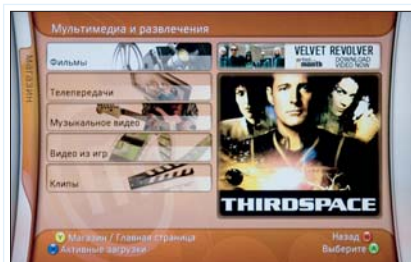 Мультимедиа и развлечения
Магазин
Фильмы
Телепередачи
Музыкальное видео
Видео из игр
Клипы
VELVET REVOLVER
month
DOWNLOAD
VIDEO NOW
THIRDSPACE
Y Магазин / Главная страница
Активные загрузки
Назад
Выберите A